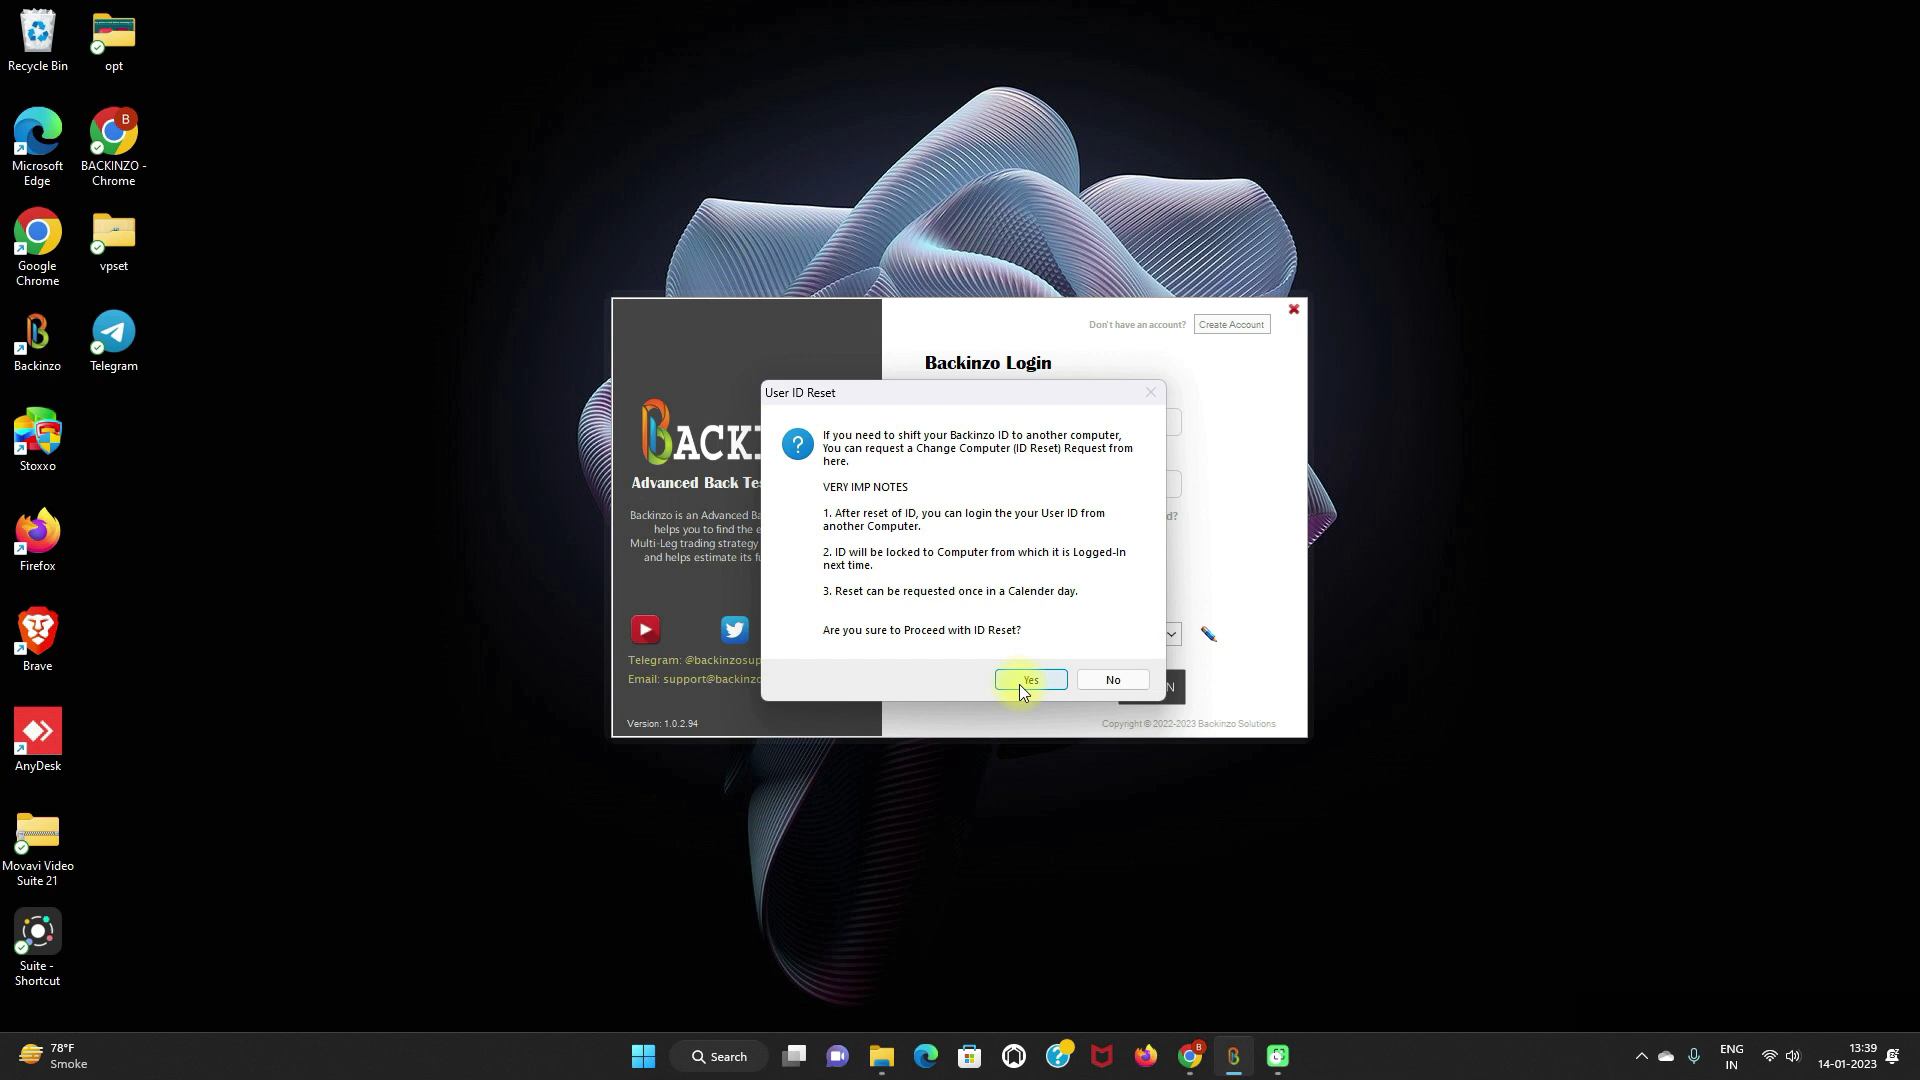 Recycle Bin
opt
Microsoft
Edge
B
BACKINZO -
Chrome
Google
Chrome
vpset
Backinzo
Telegram
Stoxxo
Firefox
Brave
AnyDesk
Movavi Video
Suite 21
Suite -
Shortcut
Don't have an account?
Create Account
Backinzo Login
BACKI
Advanced Back Te
Backinzo is an Advanced Ba
helps you to find the e
Multi-Leg trading strategy
and helps estimate its fu
Telegram: @backinzosup
Email: support@backinzo
Version: 1.0.2.94
d?
N
Copyright © 2022-2023 Backinzo Solutions
User ID Reset
If you need to shift your Backinzo ID to another computer,
You can request a Change Computer (ID Reset) Request from
here.
VERY IMP NOTES
1. After reset of ID, you can login the your User ID from
another Computer.
2. ID will be locked to Computer from which it is Logged-In
next time.
3. Reset can be requested once in a Calender day.
Are you sure to Proceed with ID Reset?
Yes
No
78°F
Smoke
Search
B
ENG
IN
13:39
14-01-2023